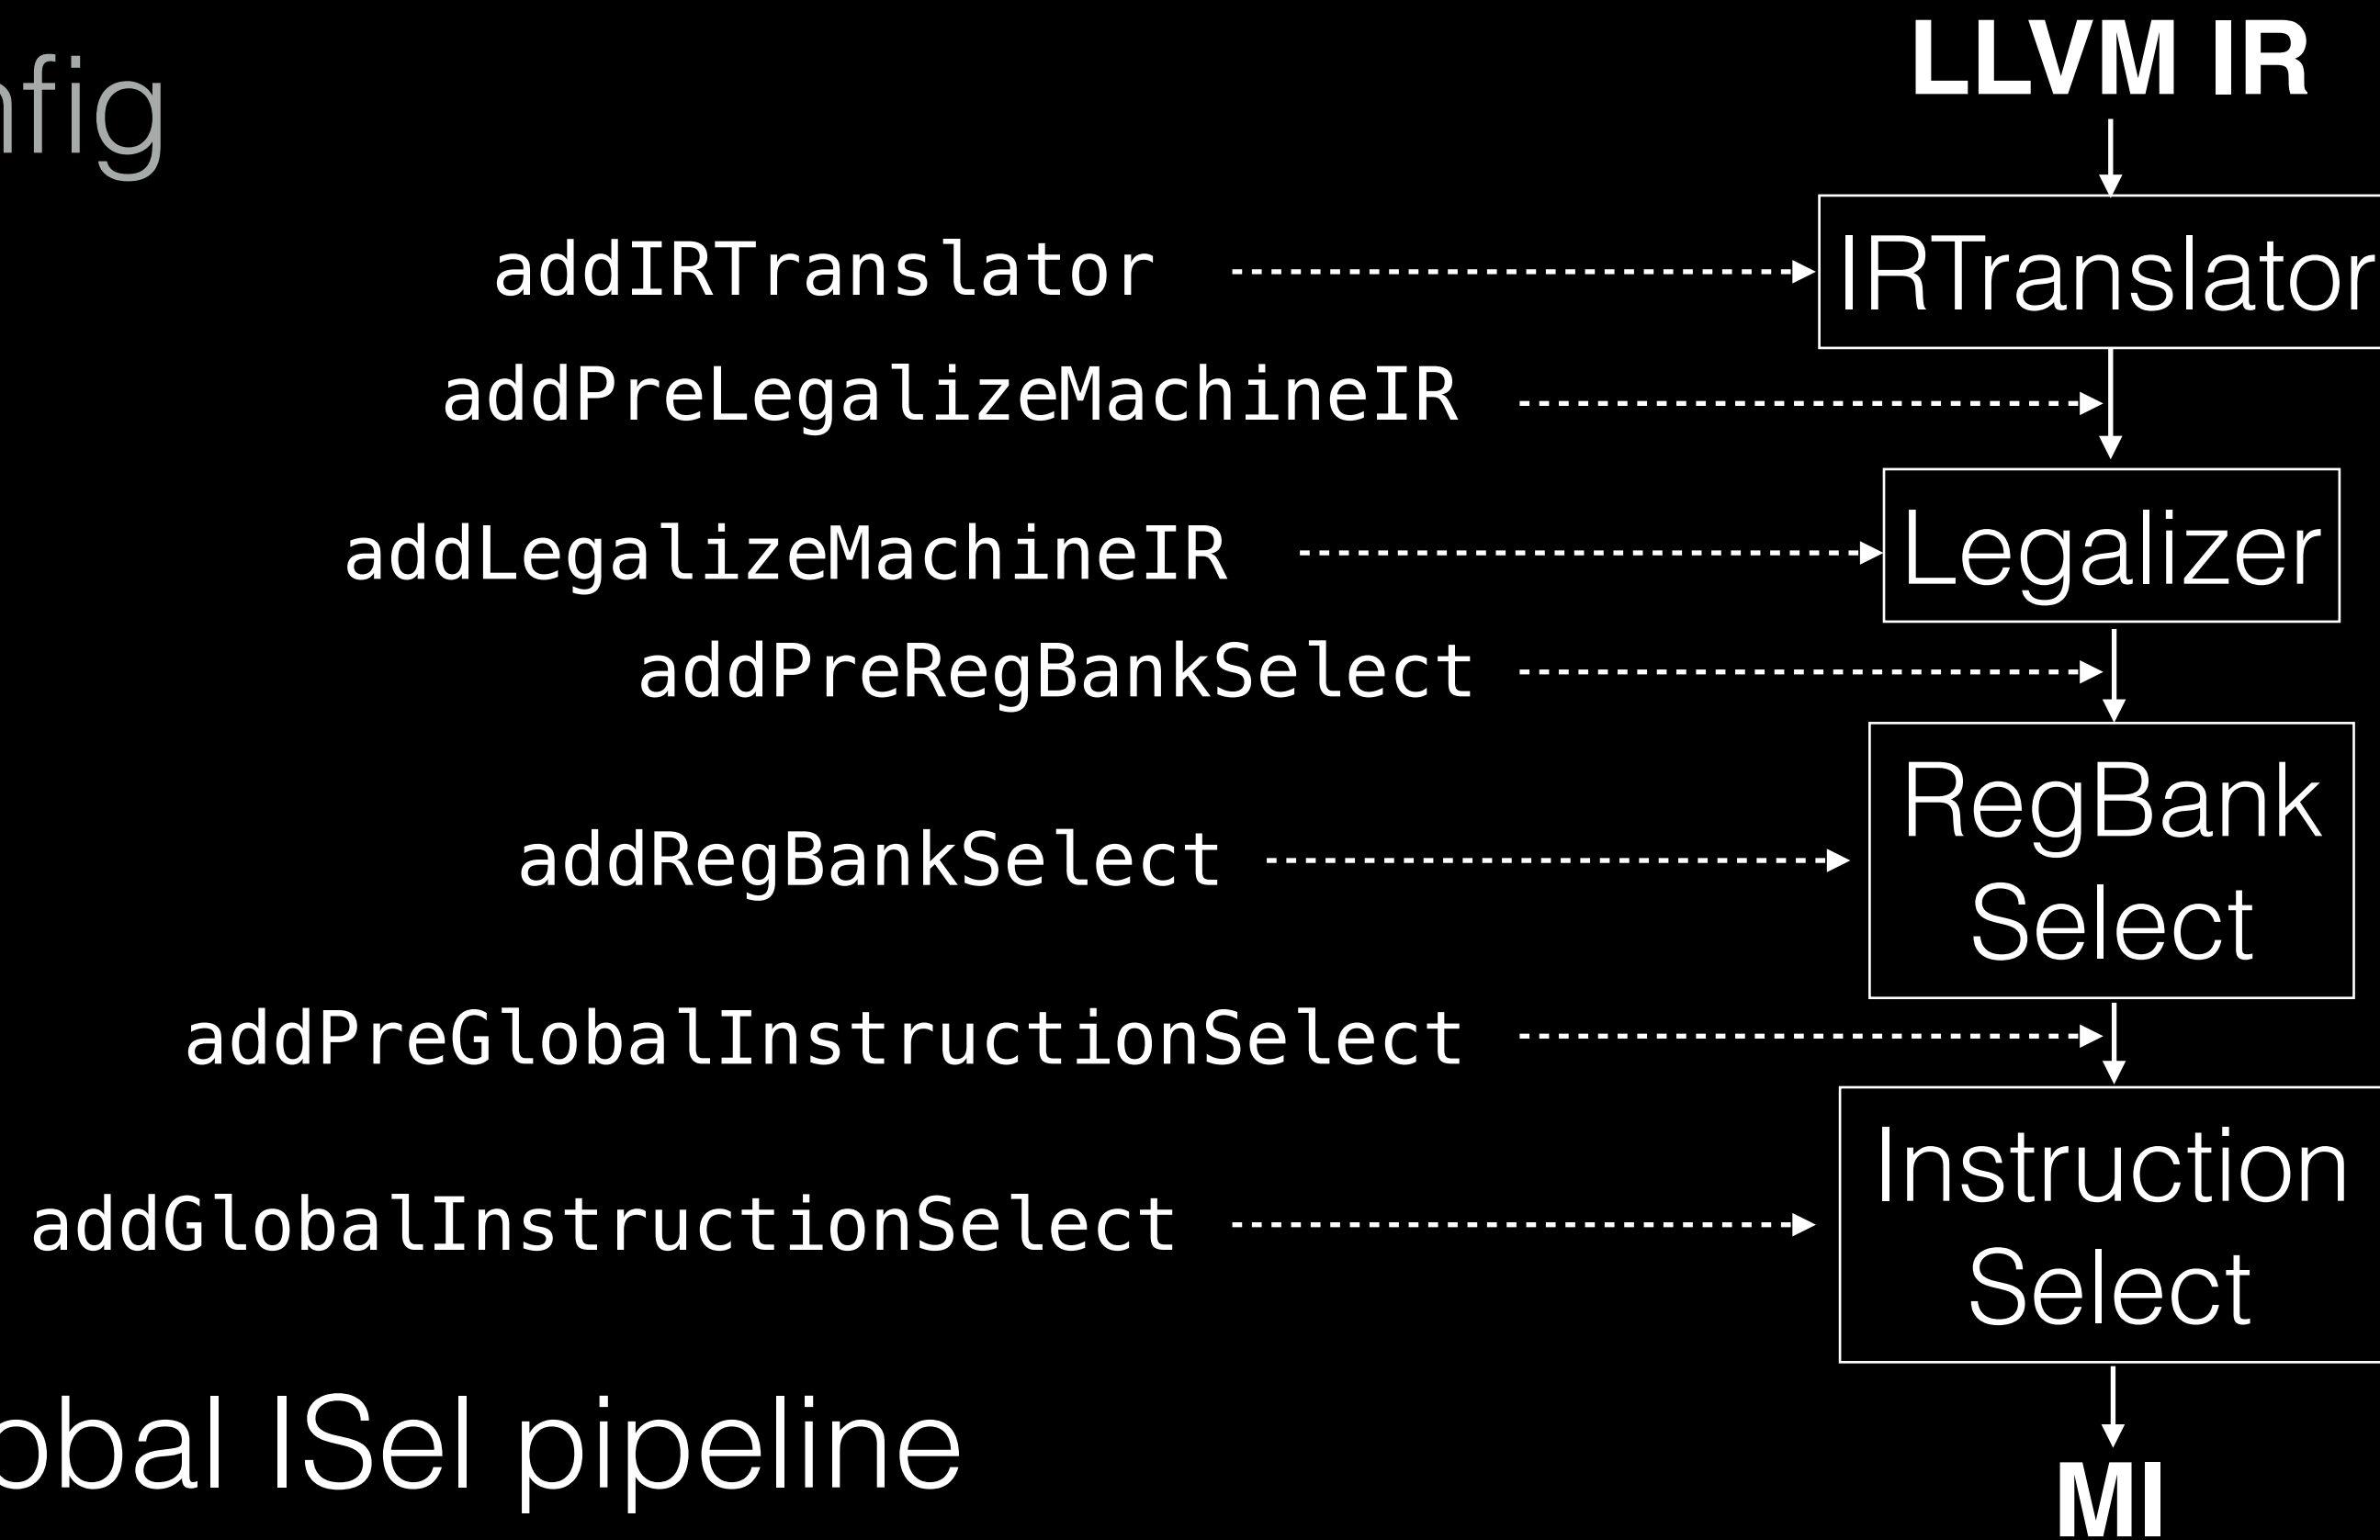 nfig
LLVM IR
addIRTranslator
IRTranslator
addPreLegalizeMachineIR
addLegalizeMachineIR
Legalizer
addPreRegBankSelect
addRegBankSelect
RegBank
Select
addPreGlobalInstructionSelect
addGlobalInstructionSelect
Instruction
Select
obal ISel pipeline
MI